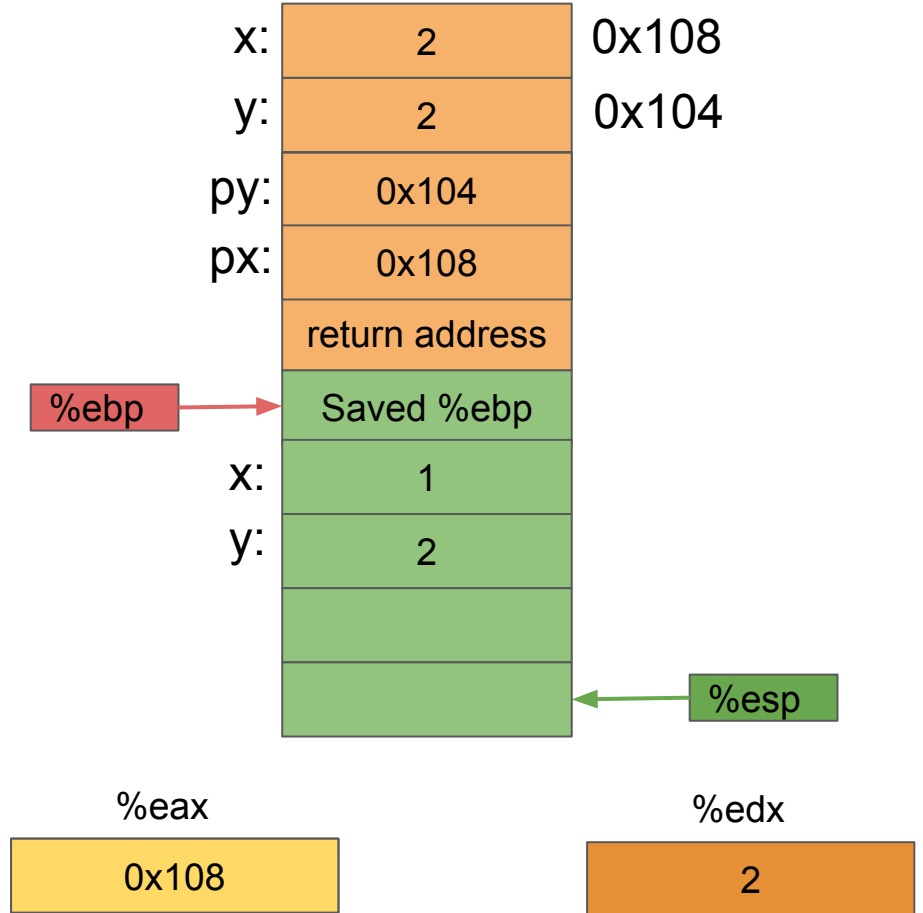 x: 2 0x108
y: 2 0x104
py: 0x104
px: 0x108
return address
%ebp Saved %ebp
x: 1
y: 2
%esp
%eax %edx
0x108 2